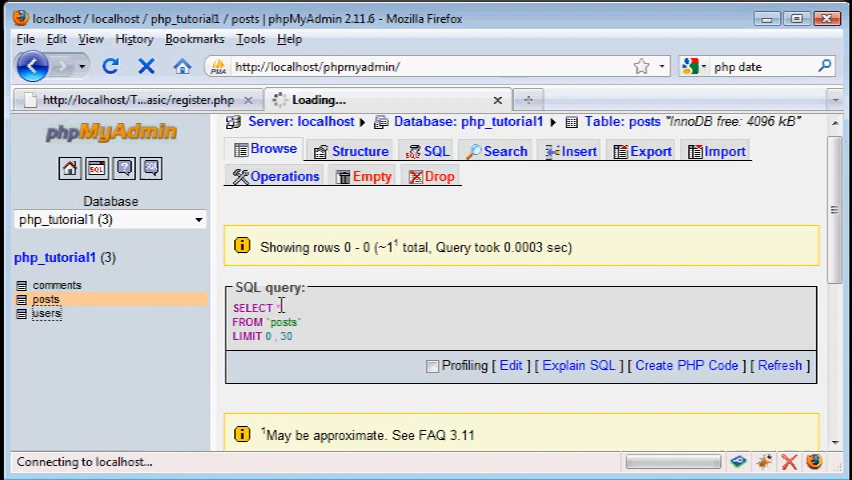 localhost / localhost / php_tutorial1 / posts | phpMyAdmin 2.11.6 - Mozilla Firefox
File Edit View History Bookmarks Tools Help
http://localhost/phpmyadmin/ php date
http://localhost/T...asic/register.php Loading...
phpMyAdmin
Database
php_tutorial1 (3)
php_tutorial1 (3)
comments
posts
users
Server: localhost Database: php_tutorial1 Table: posts "InnoDB free: 4096 kB"
Browse Structure SQL Search Insert Export Import
Operations Empty Drop
Showing rows 0 - 0 (~1¹ total, Query took 0.0003 sec)
SQL query:
SELECT *
FROM `posts`
LIMIT 0 , 30
Profiling [ Edit ] [ Explain SQL ] [ Create PHP Code ] [ Refresh ]
¹May be approximate. See FAQ 3.11
Connecting to localhost...